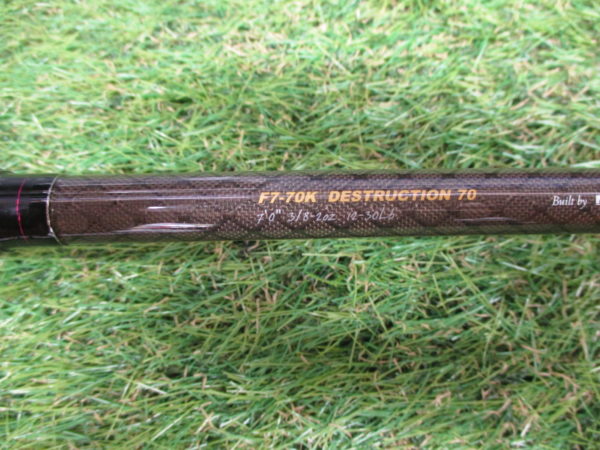 F7-70K DESTRUCTION 70
7'0" 3/8-2oz 12-30Lb
Built by